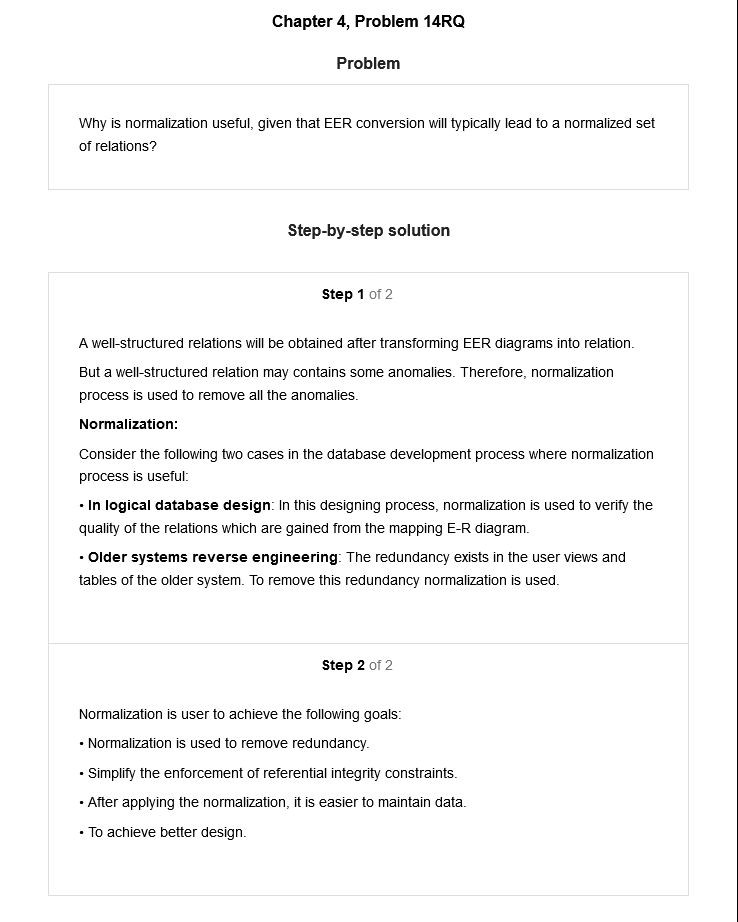 Chapter 4, Problem 14RQ
Problem
Why is normalization useful, given that EER conversion will typically lead to a normalized set
of relations?
Step-by-step solution
Step 1 of 2
A well-structured relations will be obtained after transforming EER diagrams into relation.
But a well-structured relation may contains some anomalies. Therefore, normalization
process is used to remove all the anomalies.
Normalization:
Consider the following two cases in the database development process where normalization
process is useful:
• In logical database design: In this designing process, normalization is used to verify the
quality of the relations which are gained from the mapping E-R diagram.
• Older systems reverse engineering: The redundancy exists in the user views and
tables of the older system. To remove this redundancy normalization is used.
Step 2 of 2
Normalization is user to achieve the following goals:
• Normalization is used to remove redundancy.
• Simplify the enforcement of referential integrity constraints.
• After applying the normalization, it is easier to maintain data.
• To achieve better design.